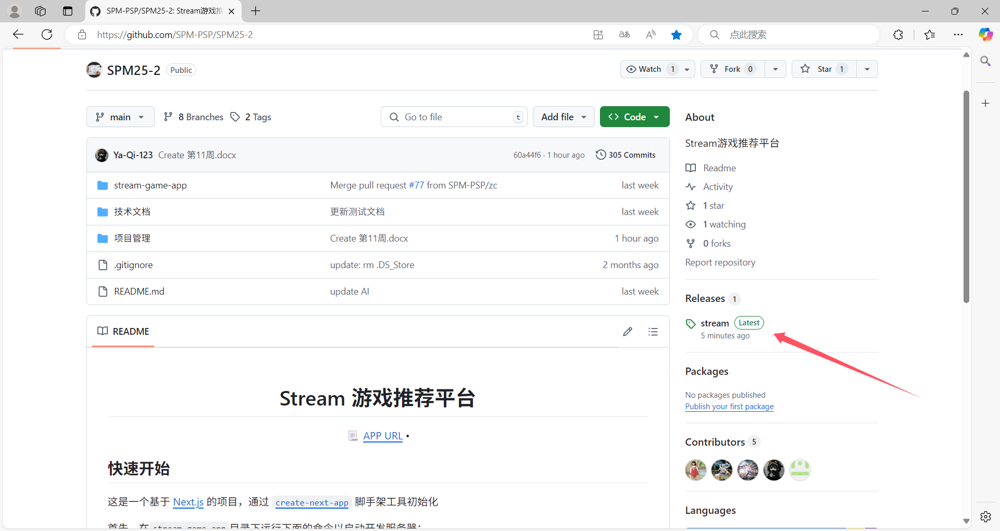 SPM-PSP/SPM25-2: Stream游戏推
https://github.com/SPM-PSP/SPM25-2
点此搜索
SPM25-2 Public
Watch 1
Fork 0
Star 1
main
8 Branches
2 Tags
Go to file t
Add file
Code
Ya-Qi-123 Create 第11周.docx 60a44f6 · 1 hour ago 305 Commits
stream-game-app Merge pull request #77 from SPM-PSP/zc last week
技术文档 更新测试文档 last week
项目管理 Create 第11周.docx 1 hour ago
.gitignore update: rm .DS_Store 2 months ago
README.md update AI last week
README
Stream 游戏推荐平台
APP URL •
快速开始
这是一个基于 Next.js 的项目，通过 create-next-app 脚手架工具初始化
首先，在 stream-game-app 目录下运行下面的命令以启动开发服务器：
About
Stream游戏推荐平台
Readme
Activity
1 star
1 watching
0 forks
Report repository
Releases 1
stream Latest
5 minutes ago
Packages
No packages published
Publish your first package
Contributors 5
Languages